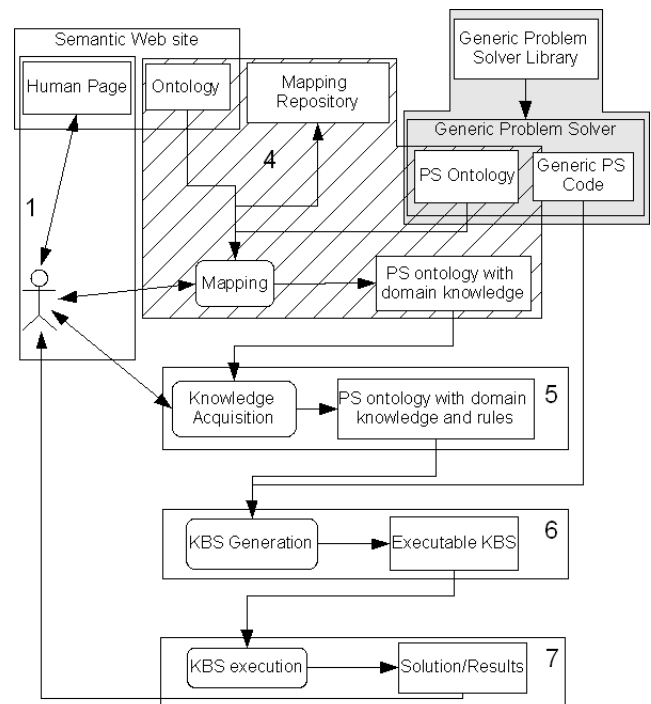 Semantic Web site
Human Page
Ontology
Mapping
Repository
Generic Problem
Solver Library
Generic Problem Solver
PS Ontology
Generic PS
Code
1
4
Mapping
PS ontology with
domain knowledge
Knowledge
Acquisition
PS ontology with domain
knowledge and rules
5
KBS Generation
Executable KBS
6
KBS execution
Solution/Results
7